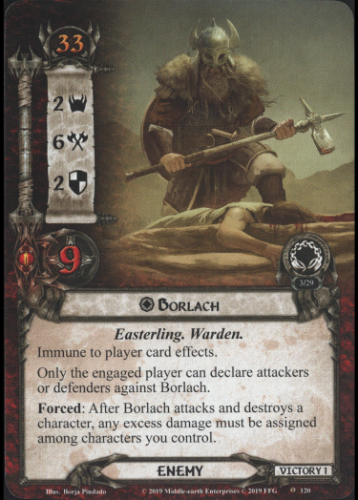 33
2
6
2
9
3/29
BORLACH
Easterling. Warden.
Immune to player card effects.
Only the engaged player can declare attackers
or defenders against Borlach.
Forced: After Borlach attacks and destroys a
character, any excess damage must be assigned
among characters you control.
ENEMY
VICTORY 1
Illus. Borja Pindado
© 2019 Middle-earth Enterprises © 2019 FFG
120